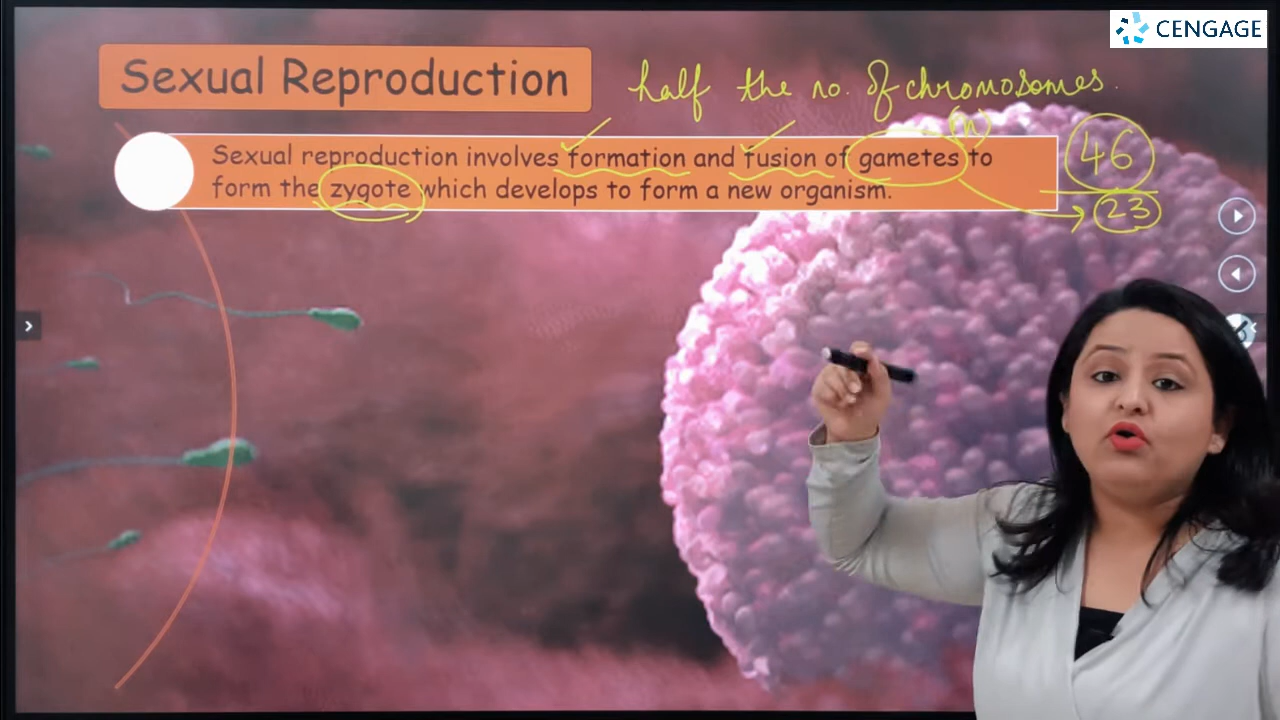 CENGAGE
Sexual Reproduction
half the no. of chromosomes.
(n)
Sexual reproduction involves formation and fusion of gametes to
form the zygote which develops to form a new organism.
46
23